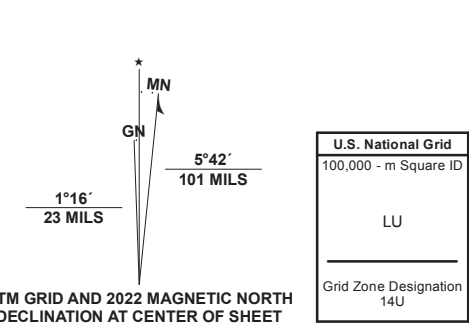 ★
MN
GN
5°42´
101 MILS
1°16´
23 MILS
TM GRID AND 2022 MAGNETIC NORTH
DECLINATION AT CENTER OF SHEET
U.S. National Grid
100,000 - m Square ID
LU
Grid Zone Designation
14U